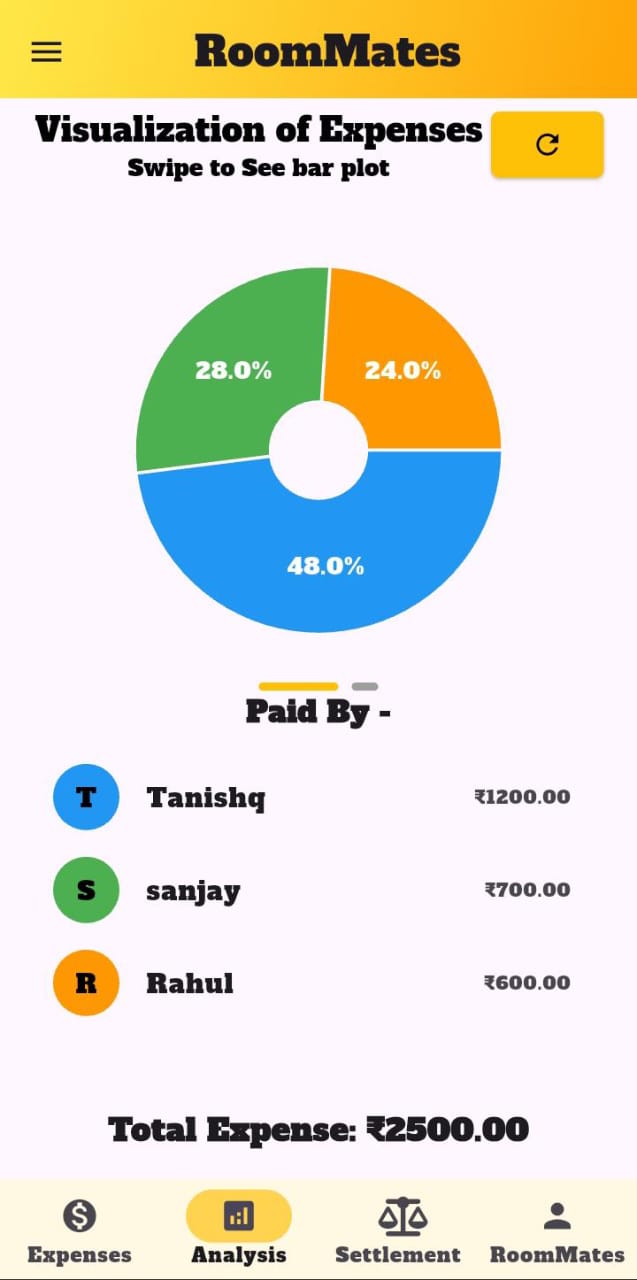 RoomMates
Visualization of Expenses
Swipe to See bar plot
28.0%
24.0%
48.0%
Paid By -
T Tanishq ₹1200.00
S sanjay ₹700.00
R Rahul ₹600.00
Total Expense: ₹2500.00
Expenses Analysis Settlement RoomMates